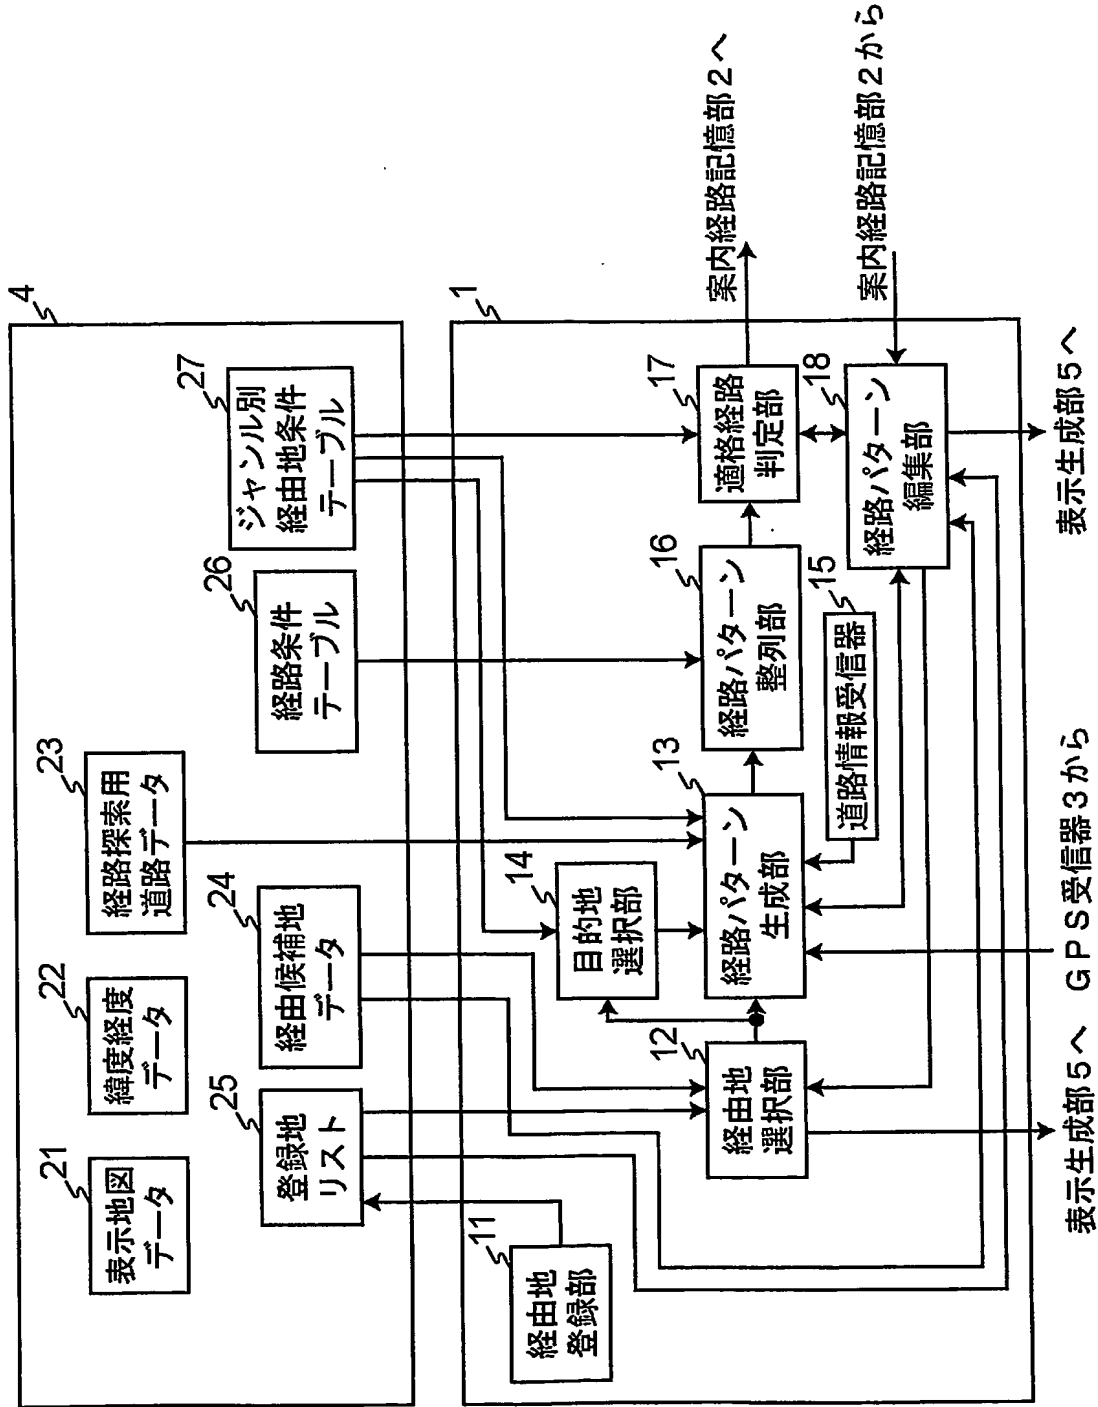 4
21
表示地図
データ
22
緯度経度
データ
23
経路探索用
道路データ
25
登録地
リスト
24
経由候補地
データ
26
経路条件
テーブル
27
ジャンル別
経由地条件
テーブル
1
11
経由地
登録部
12
経由地
選択部
14
目的地
選択部
13
経路パターン
生成部
16
経路パターン
整列部
17
適格経路
判定部
15
道路情報受信器
18
経路パターン
編集部
案内経路記憶部2へ
案内経路記憶部2から
表示生成部5へ
GPS受信器3から
表示生成部5へ